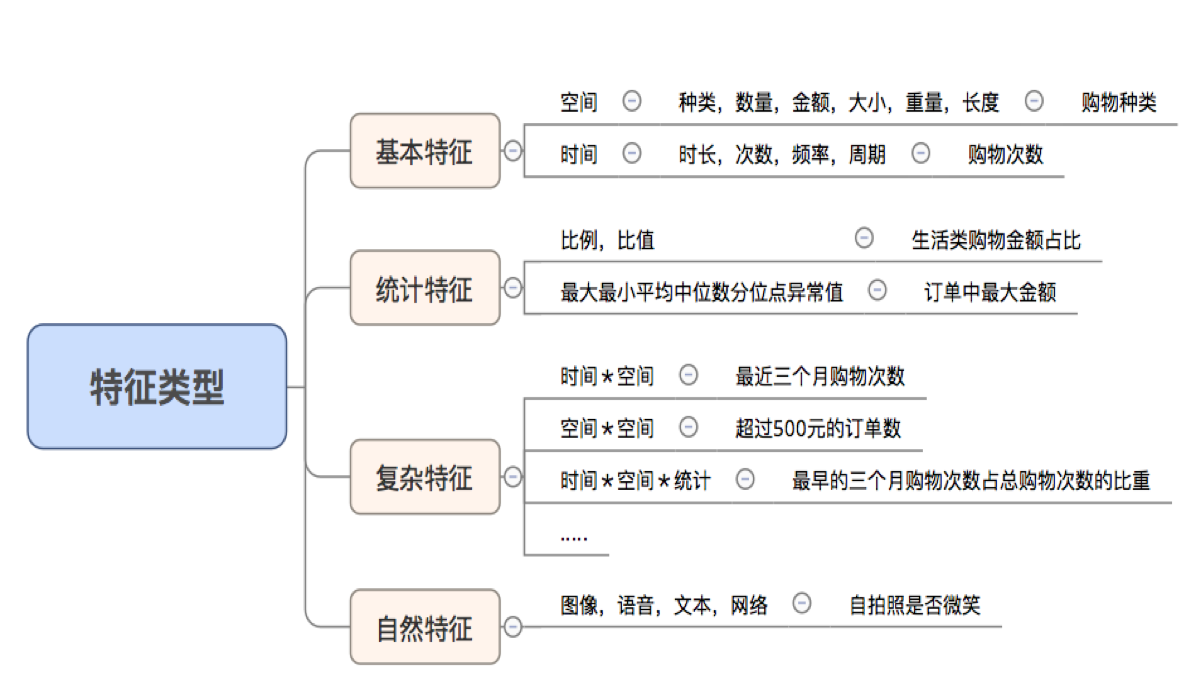 特征类型
基本特征
空间 种类，数量，金额，大小，重量，长度 购物种类
时间 时长，次数，频率，周期 购物次数
统计特征
比例，比值 生活类购物金额占比
最大最小平均中位数分位点异常值 订单中最大金额
复杂特征
时间*空间 最近三个月购物次数
空间*空间 超过500元的订单数
时间*空间*统计 最早的三个月购物次数占总购物次数的比重
.....
自然特征
图像，语音，文本，网络 自拍照是否微笑